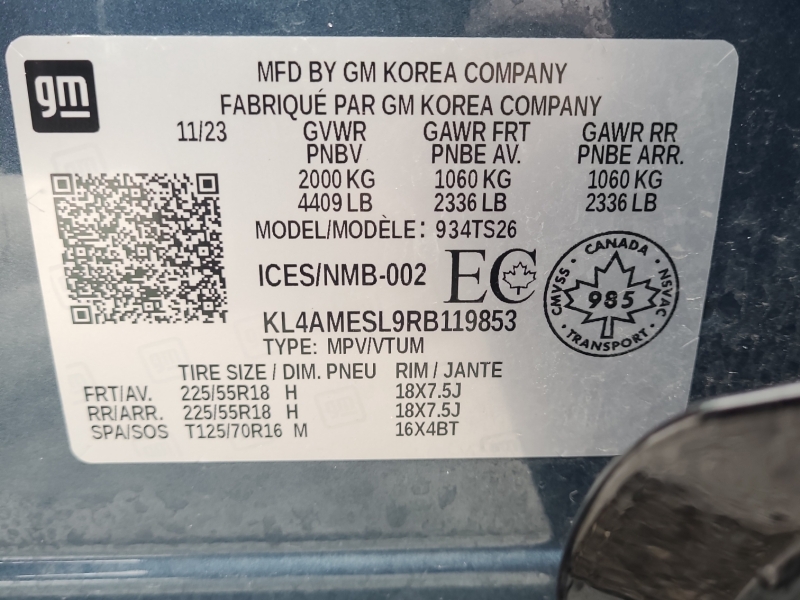 gm
MFD BY GM KOREA COMPANY
FABRIQUÉ PAR GM KOREA COMPANY
11/23 GVWR GAWR FRT GAWR RR
PNBV PNBE AV. PNBE ARR.
2000 KG 1060 KG 1060 KG
4409 LB 2336 LB 2336 LB
MODEL/MODÈLE: 934TS26
ICES/NMB-002 EC
CANADA
CMVSS 985 NSVAC
TRANSPORT
KL4AMESL9RB119853
TYPE: MPV/VTUM
TIRE SIZE / DIM. PNEU RIM / JANTE
FRT/AV. 225/55R18 H 18X7.5J
RR/ARR. 225/55R18 H 18X7.5J
SPA/SOS T125/70R16 M 16X4BT